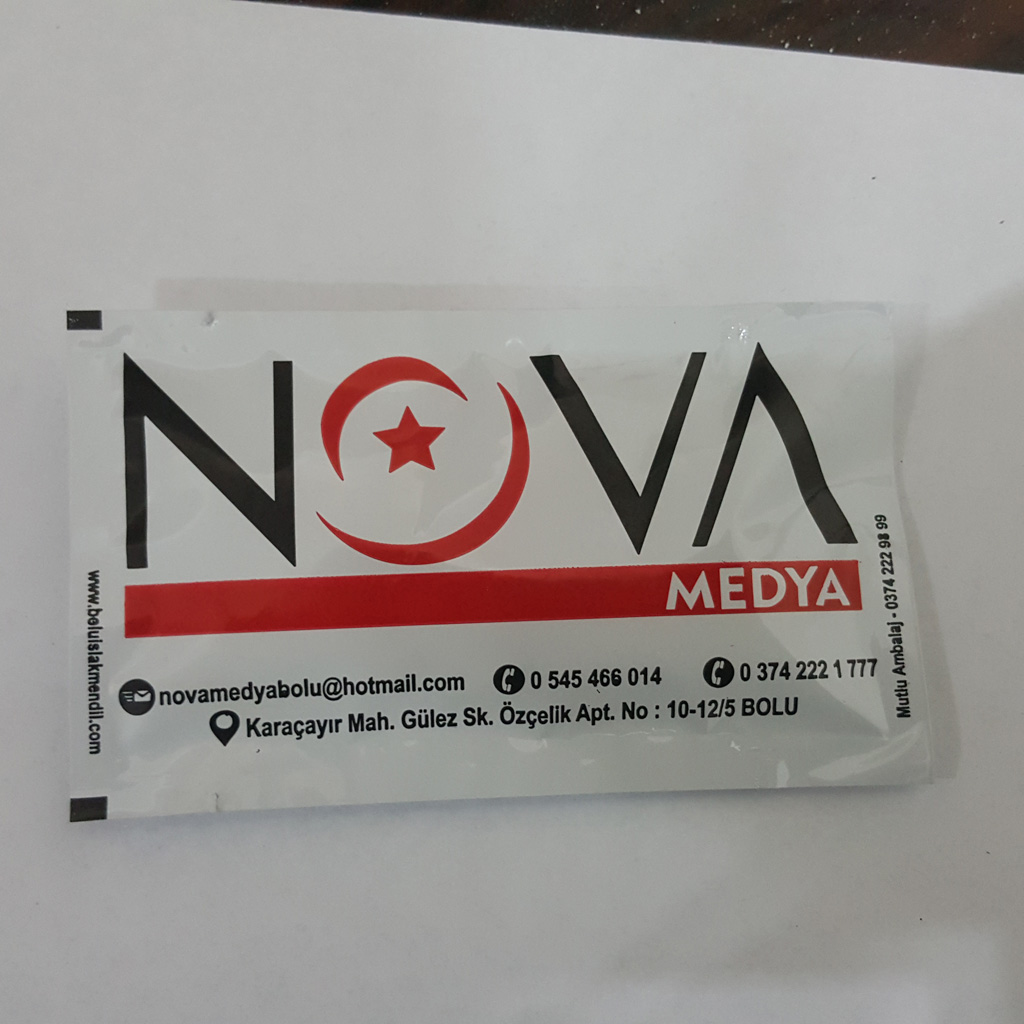 NOVA
MEDYA
novamedyabolu@hotmail.com 0 545 466 014 0 374 222 1 777
Karaçayır Mah. Gülez Sk. Özçelik Apt. No : 10-12/5 BOLU
www.boluislakmendil.com
Mutlu Ambalaj - 0374 222 98 99